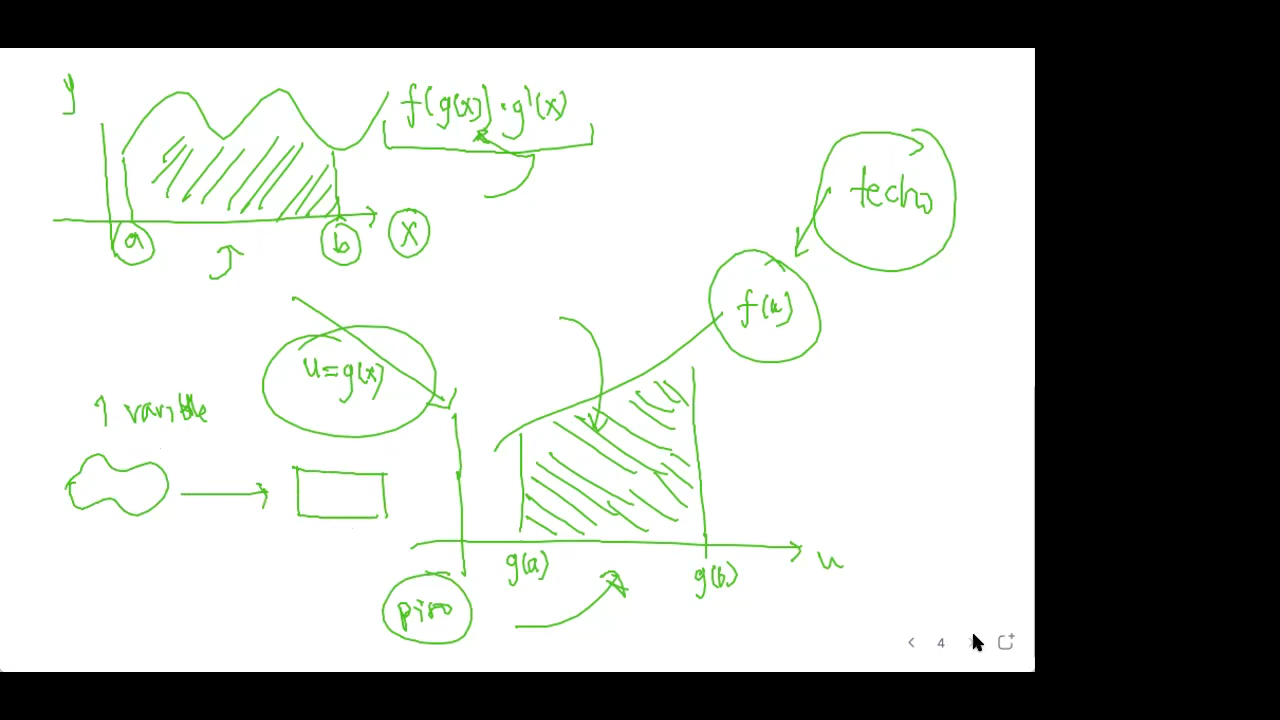 y
f(g(x))·g'(x)
a
b
x
techo
f(u)
u=g(x)
1 variable
g(a)
g(b)
u
piso
4